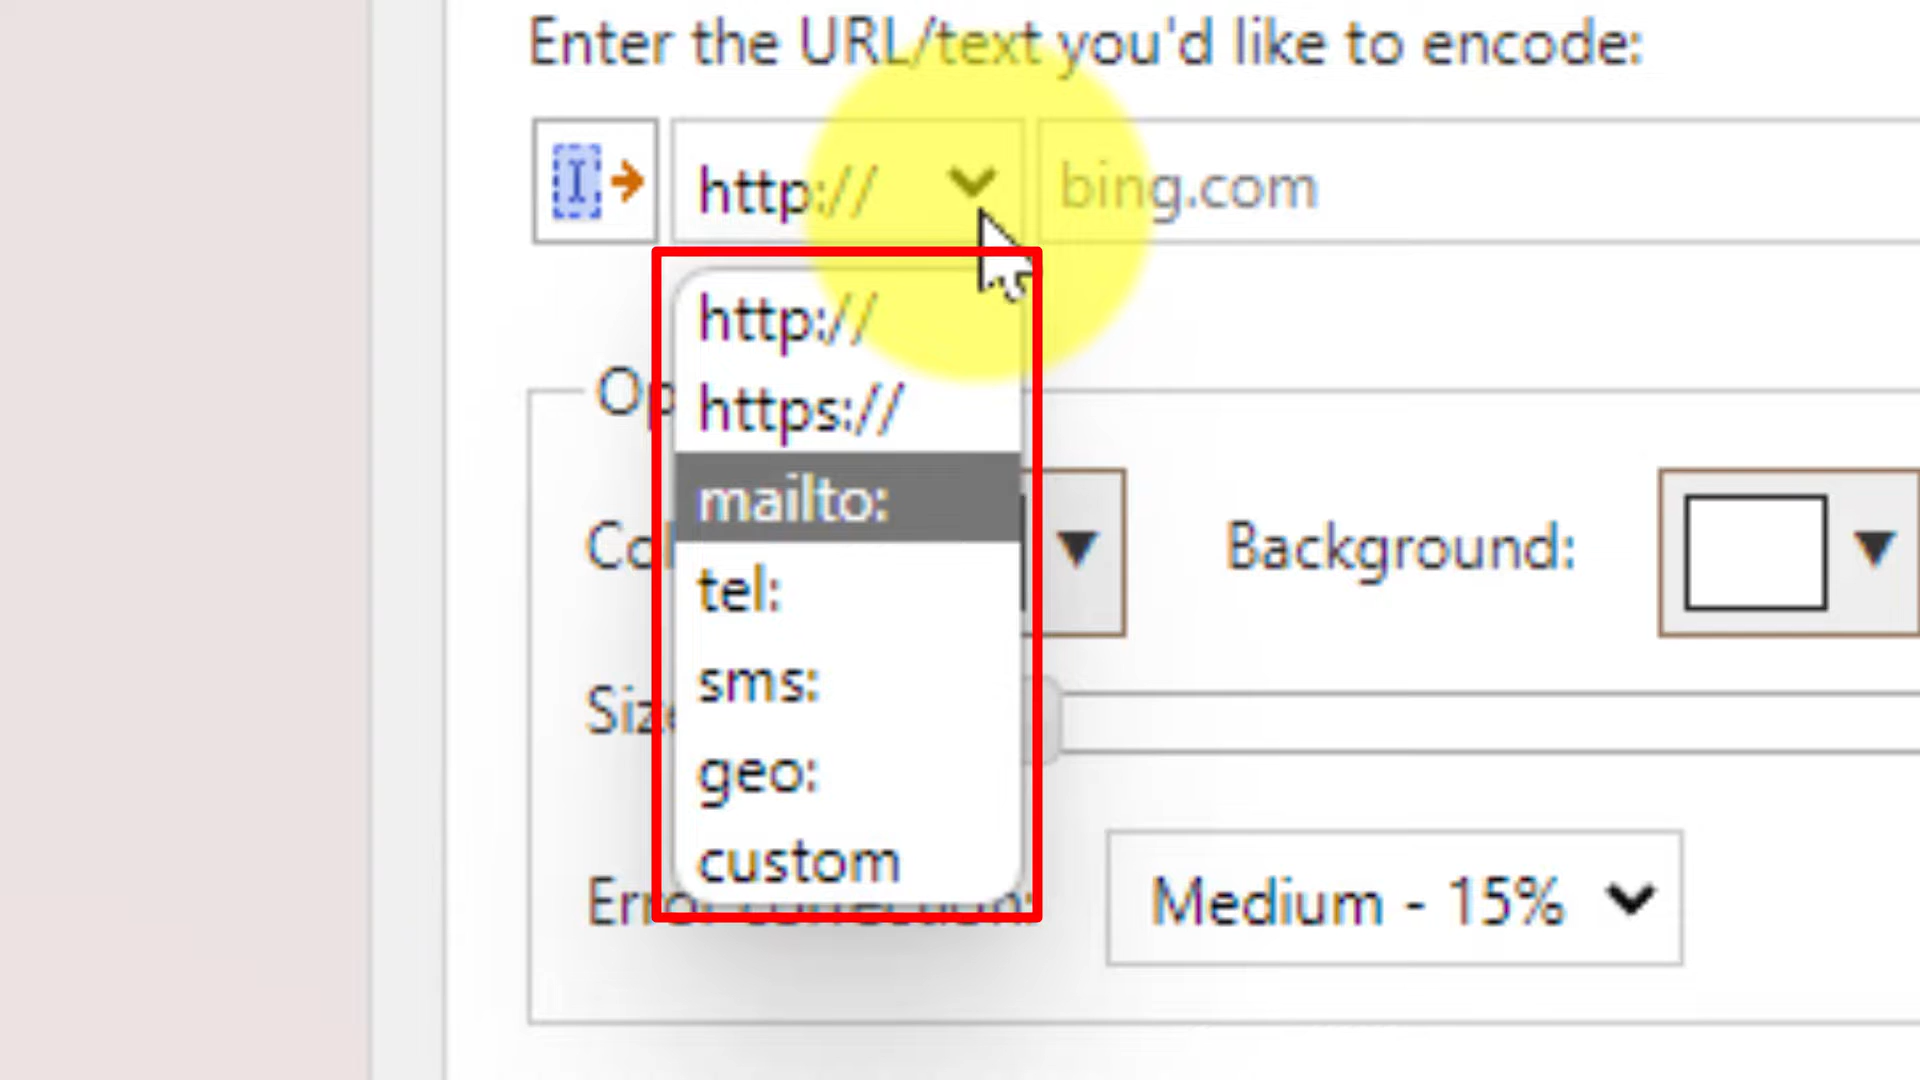 Enter the URL/text you'd like to encode:
http://
bing.com
http://
https://
mailto:
tel:
sms:
geo:
custom
Background:
Medium - 15%